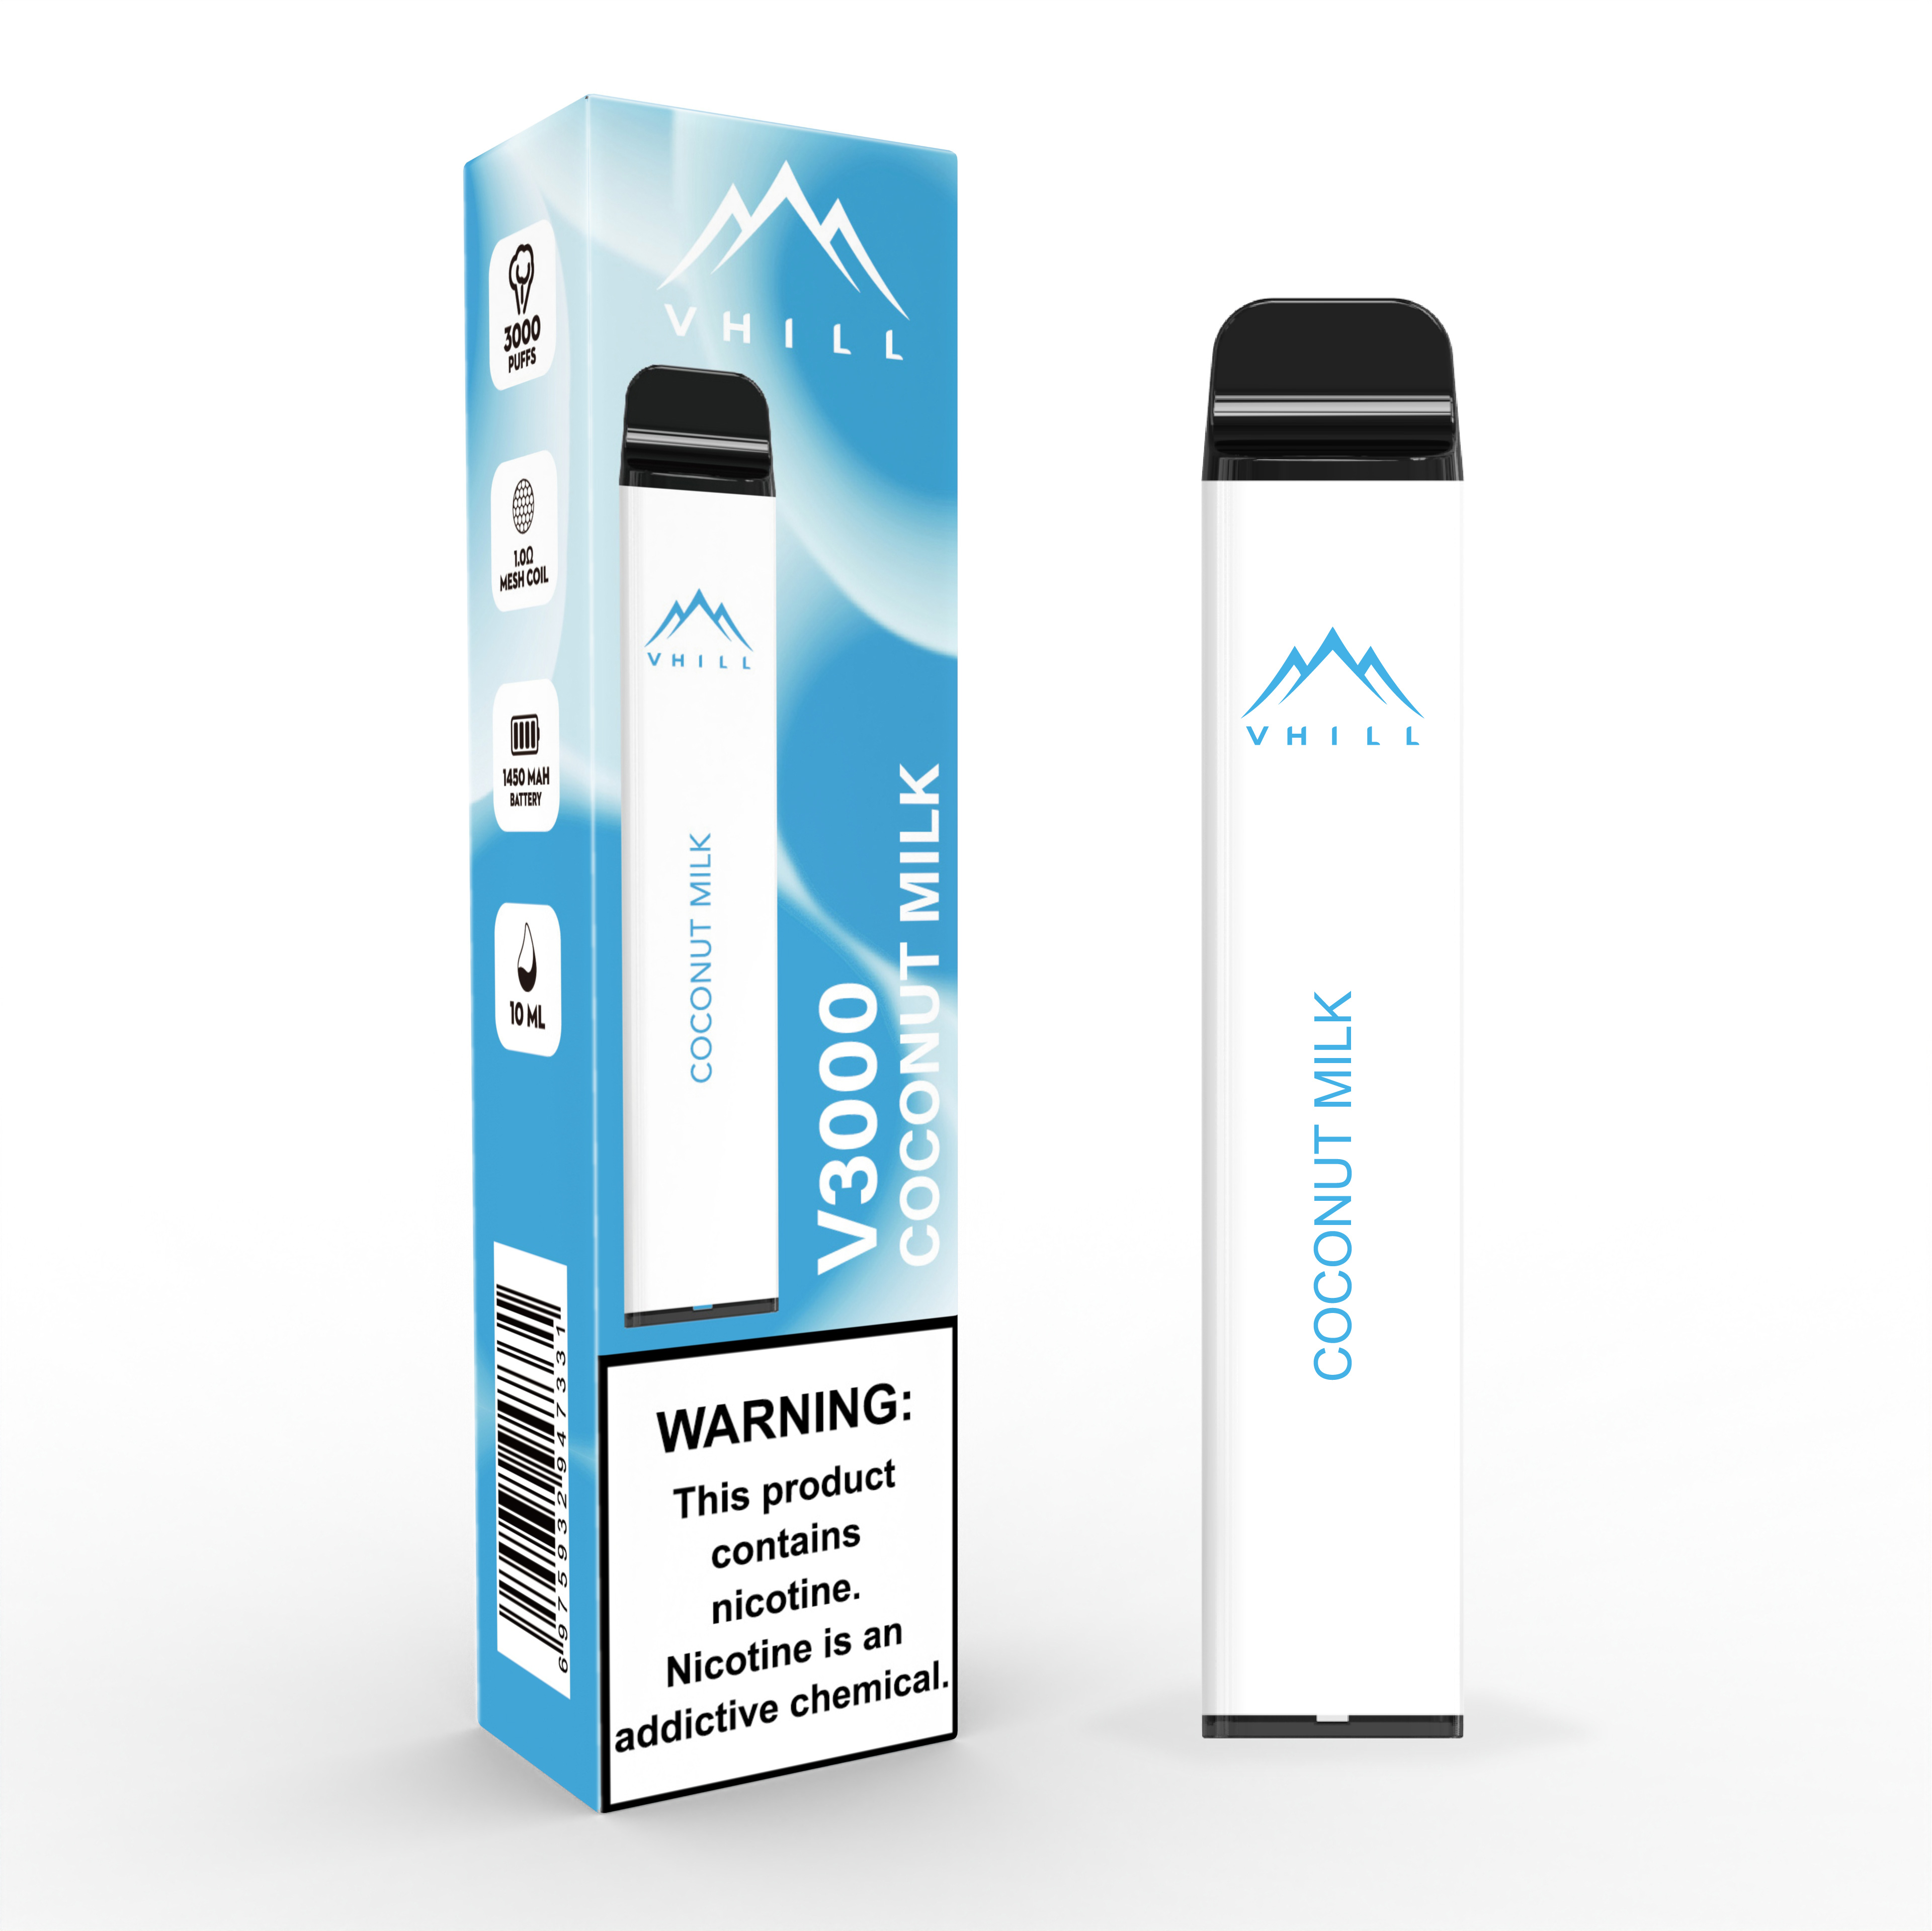 3000
PUFFS
1.0Ω
MESH COIL
1450 MAH
BATTERY
10 ML
6975932947331
VHILL
VHILL
COCONUT MILK
V3000
COCONUT MILK
WARNING:
This product
contains
nicotine.
Nicotine is an
addictive chemical.
VHILL
COCONUT MILK